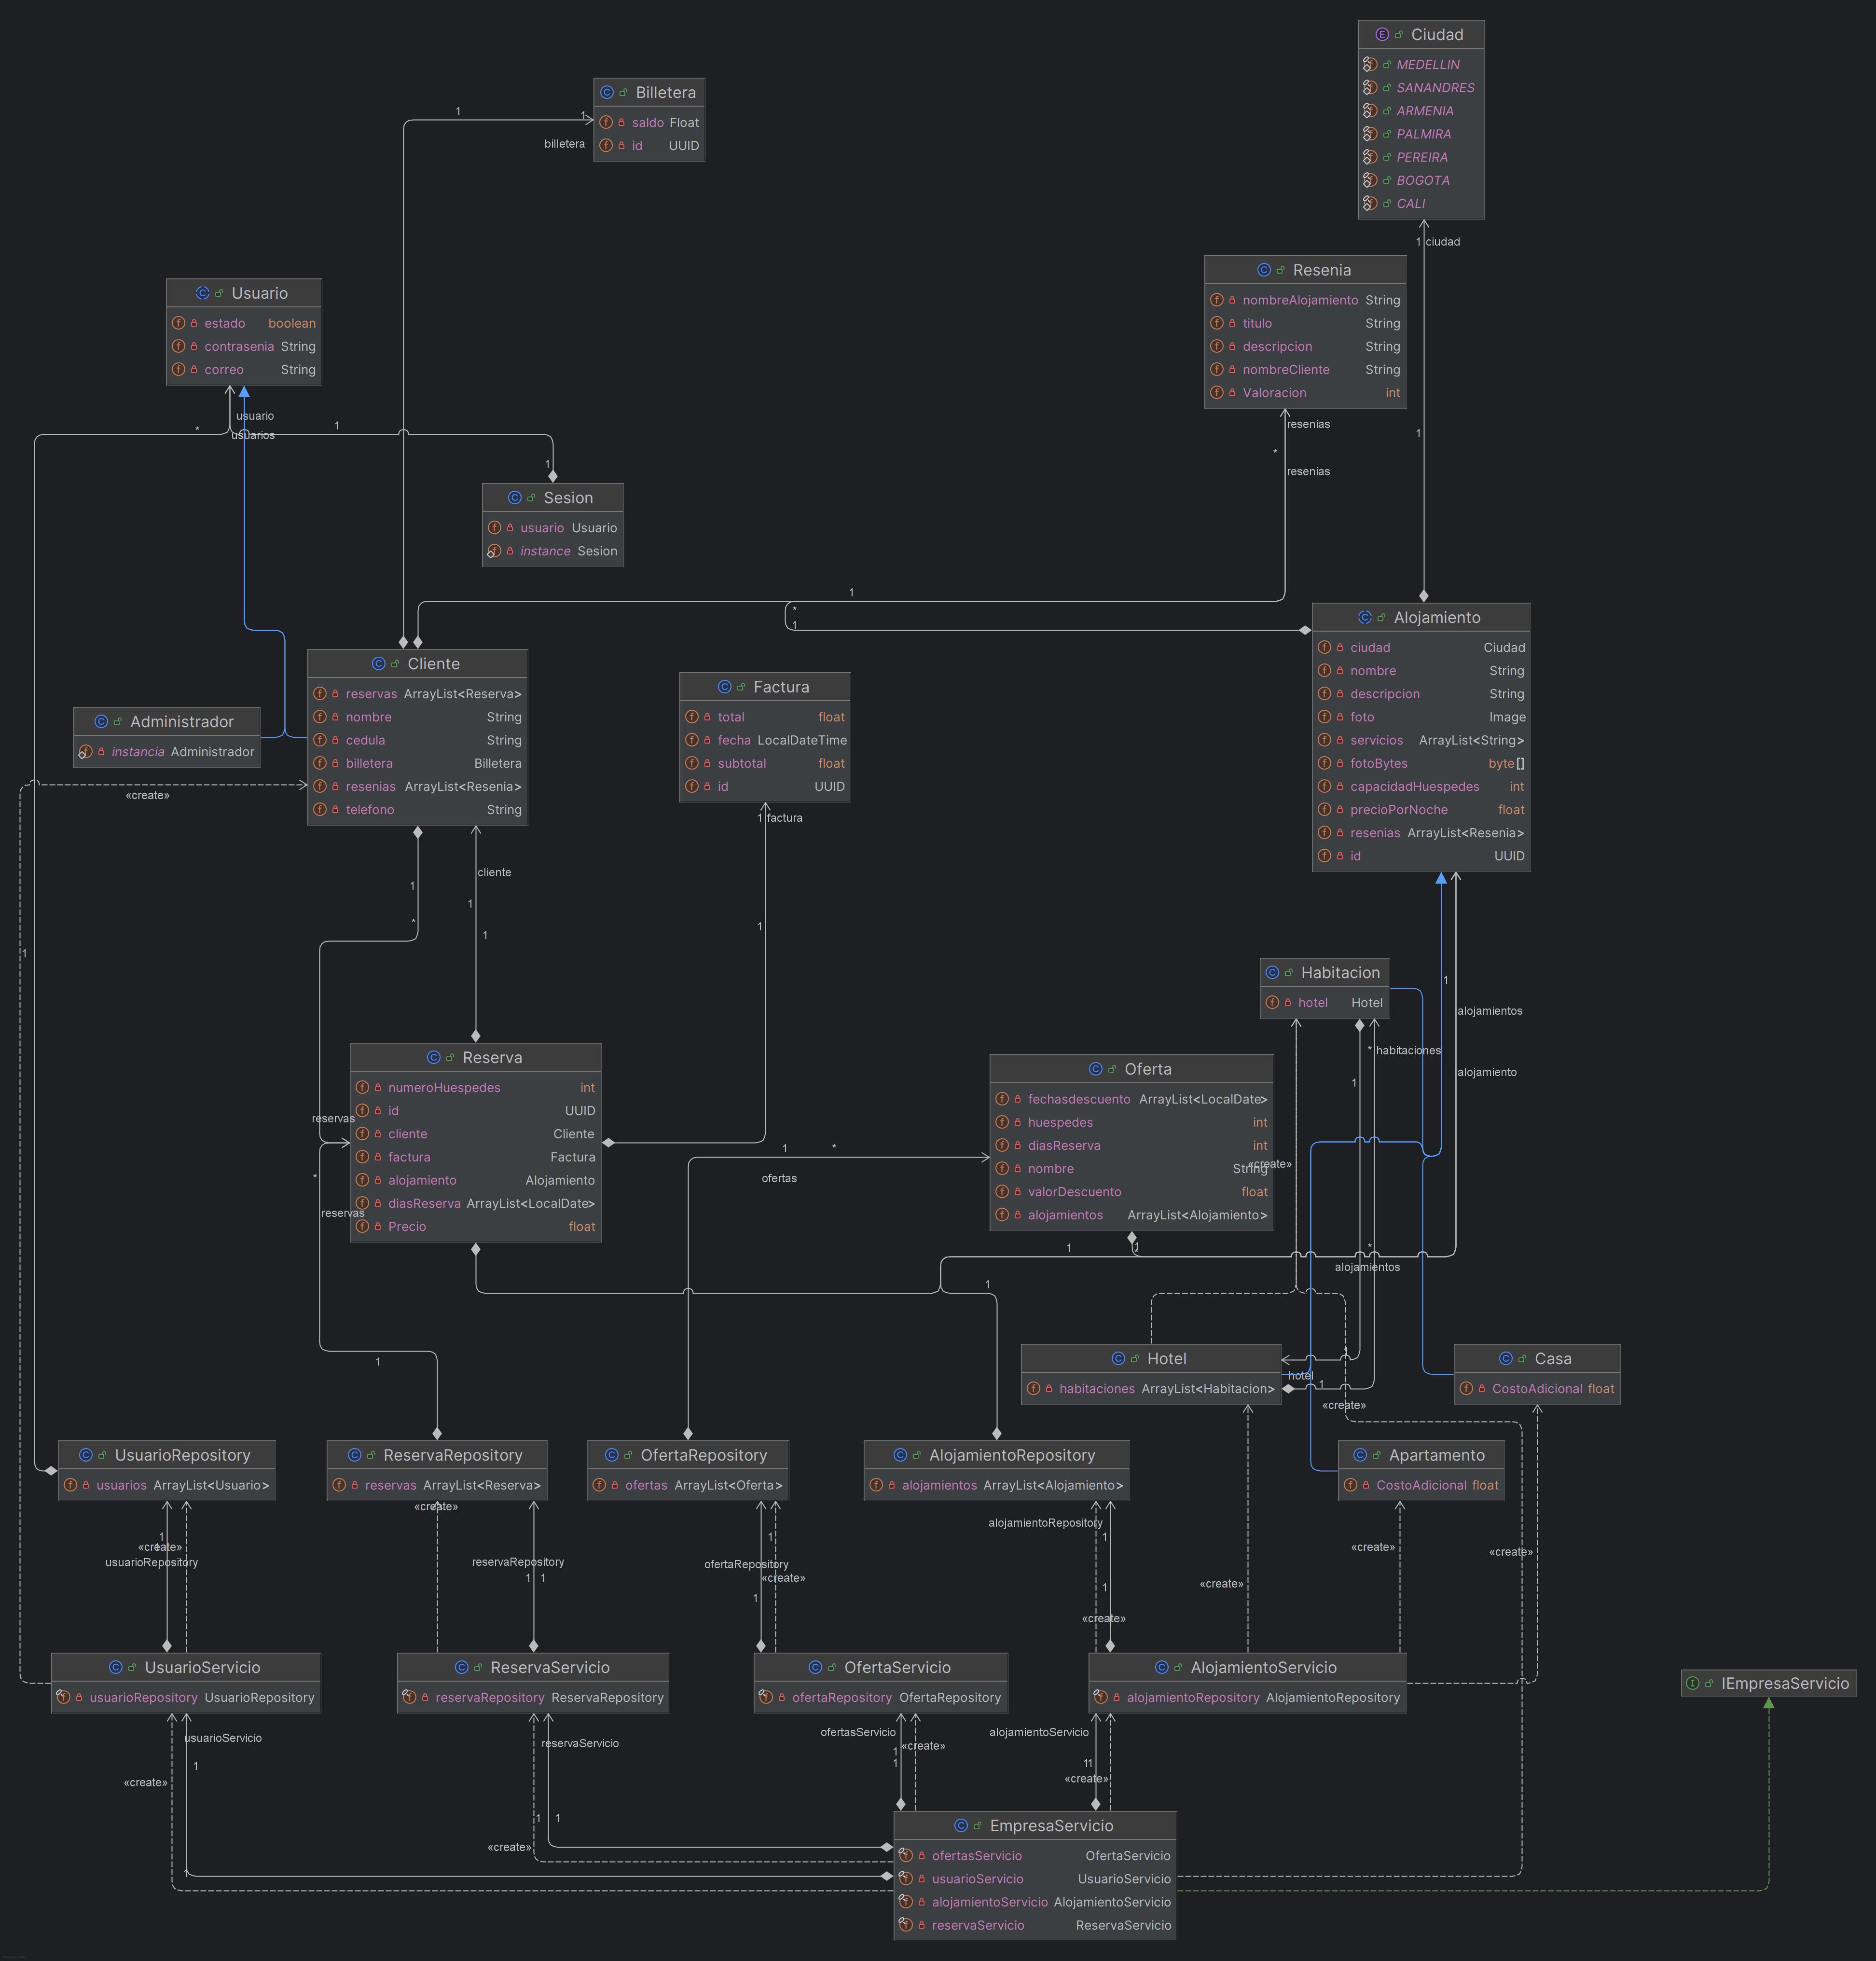 Ciudad
MEDELLIN
SANANDRES
ARMENIA
PALMIRA
PEREIRA
BOGOTA
CALI
Billetera
saldo Float
id UUID
1
1
billetera
1 ciudad
1
Resenia
nombreAlojamiento String
titulo String
descripcion String
nombreCliente String
Valoracion int
resenias
*
resenias
Usuario
estado boolean
contrasenia String
correo String
usuario
usuarios
*
1
1
Sesion
usuario Usuario
instance Sesion
1
*
1
Alojamiento
ciudad Ciudad
nombre String
descripcion String
foto Image
servicios ArrayList<String>
fotoBytes byte[]
capacidadHuespedes int
precioPorNoche float
resenias ArrayList<Resenia>
id UUID
Cliente
reservas ArrayList<Reserva>
nombre String
cedula String
billetera Billetera
resenias ArrayList<Resenia>
telefono String
Factura
total float
fecha LocalDateTime
subtotal float
id UUID
Administrador
instancia Administrador
«create»
1 factura
1
cliente
1
1
1
*
1
1
alojamientos
alojamiento
Habitacion
hotel Hotel
* habitaciones
1
Reserva
numeroHuespedes int
id UUID
cliente Cliente
factura Factura
alojamiento Alojamiento
diasReserva ArrayList<LocalDate>
Precio float
reservas
*
reservas
1
Oferta
fechasdescuento ArrayList<LocalDate>
huespedes int
diasReserva int
nombre String
valorDescuento float
alojamientos ArrayList<Alojamiento>
1
*
ofertas
«create»
1
1
*
alojamientos
1
Hotel
habitaciones ArrayList<Habitacion>
hotel
1
1
«create»
Casa
CostoAdicional float
UsuarioRepository
usuarios ArrayList<Usuario>
ReservaRepository
reservas ArrayList<Reserva>
OfertaRepository
ofertas ArrayList<Oferta>
AlojamientoRepository
alojamientos ArrayList<Alojamiento>
Apartamento
CostoAdicional float
1
«create»
usuarioRepository
«create»
reservaRepository
1
1
1
ofertaRepository
«create»
1
alojamientoRepository
1
1
«create»
«create»
«create»
«create»
UsuarioServicio
usuarioRepository UsuarioRepository
ReservaServicio
reservaRepository ReservaRepository
OfertaServicio
ofertaRepository OfertaRepository
AlojamientoServicio
alojamientoRepository AlojamientoRepository
IEmpresaServicio
usuarioServicio
1
«create»
1
reservaServicio
1
1
«create»
ofertasServicio
1
«create»
1
alojamientoServicio
11
«create»
EmpresaServicio
ofertasServicio OfertaServicio
usuarioServicio UsuarioServicio
alojamientoServicio AlojamientoServicio
reservaServicio ReservaServicio